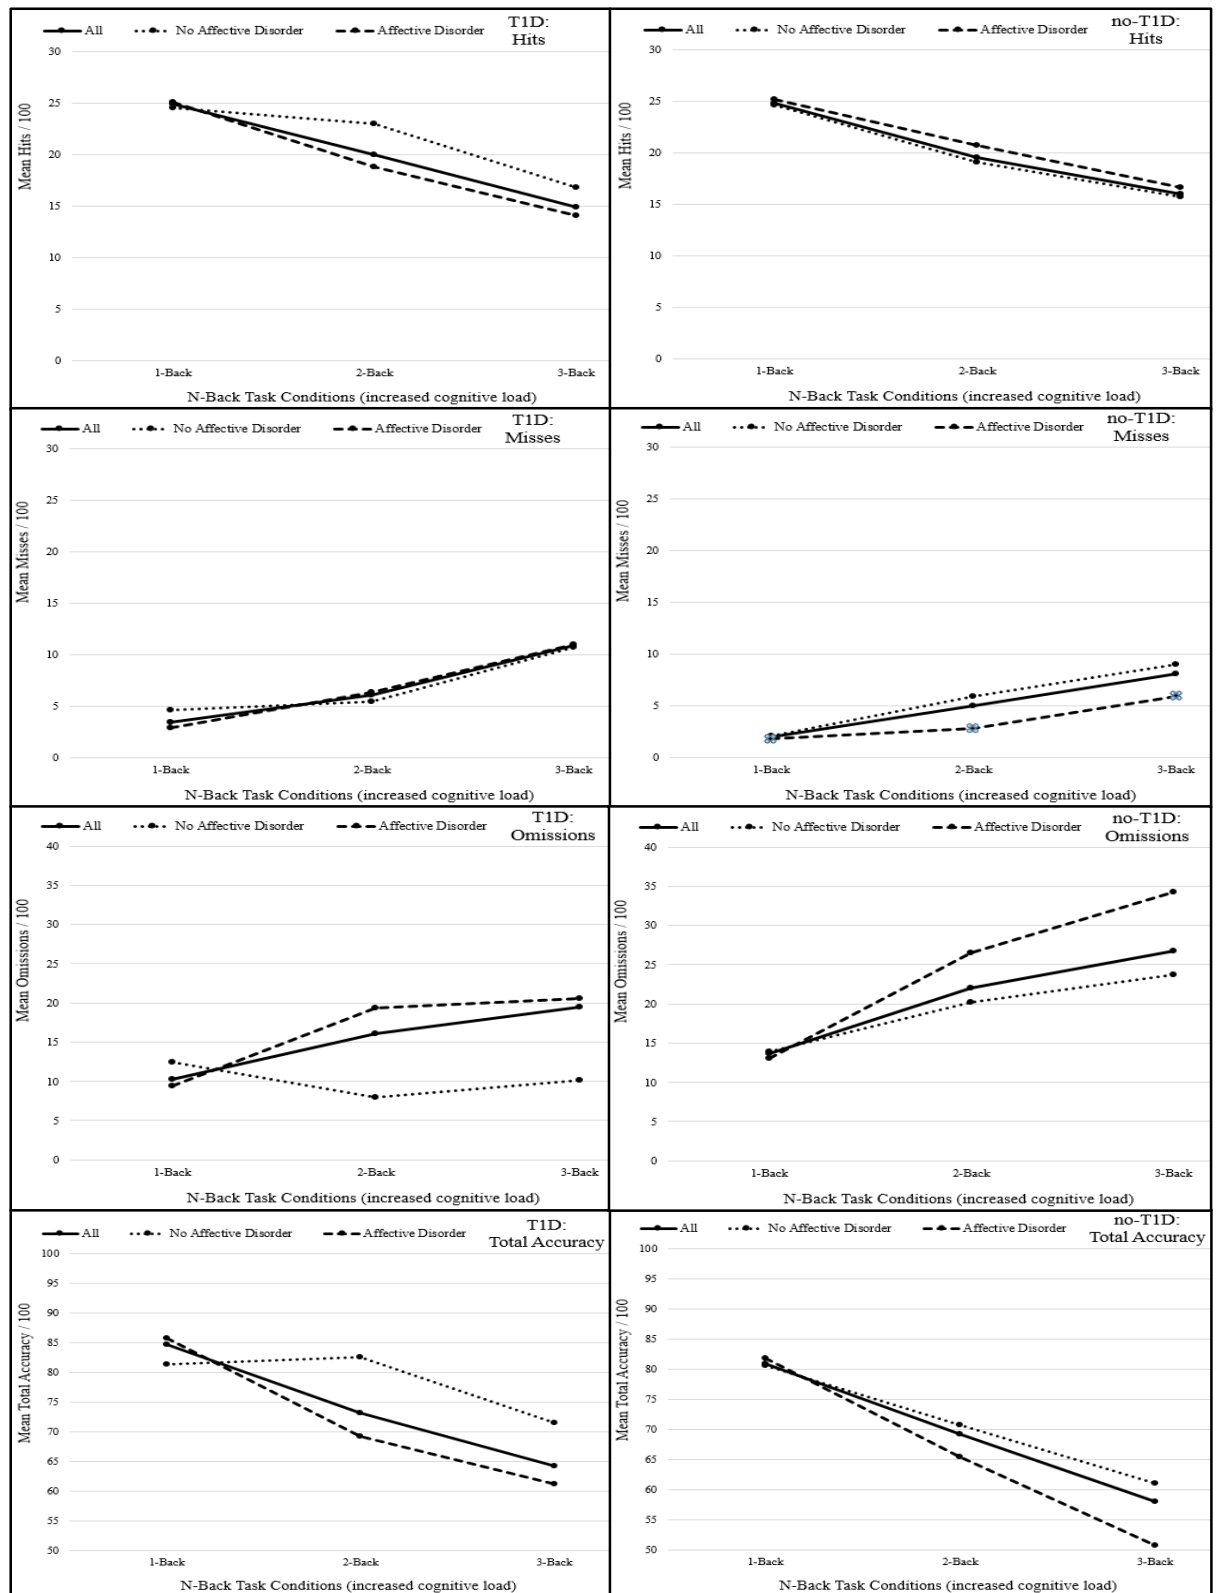 All No Affective Disorder Affective Disorder
T1D:
Hits
Mean Hits / 100
30
25
20
15
10
5
0
1-Back 2-Back 3-Back
N-Back Task Conditions (increased cognitive load)
All No Affective Disorder Affective Disorder
no-T1D:
Hits
Mean Hits / 100
30
25
20
15
10
5
0
1-Back 2-Back 3-Back
N-Back Task Conditions (increased cognitive load)
All No Affective Disorder Affective Disorder
T1D:
Misses
Mean Misses / 100
30
25
20
15
10
5
0
1-Back 2-Back 3-Back
N-Back Task Conditions (increased cognitive load)
All No Affective Disorder Affective Disorder
no-T1D:
Misses
Mean Misses / 100
30
25
20
15
10
5
0
1-Back 2-Back 3-Back
N-Back Task Conditions (increased cognitive load)
All No Affective Disorder Affective Disorder
T1D:
Omissions
Mean Omissions / 100
40
35
30
25
20
15
10
5
0
1-Back 2-Back 3-Back
N-Back Task Conditions (increased cognitive load)
All No Affective Disorder Affective Disorder
no-T1D:
Omissions
Mean Omissions / 100
40
35
30
25
20
15
10
5
0
1-Back 2-Back 3-Back
N-Back Task Conditions (increased cognitive load)
All No Affective Disorder Affective Disorder
T1D:
Total Accuracy
Mean Total Accuracy / 100
100
95
90
85
80
75
70
65
60
55
50
1-Back 2-Back 3-Back
N-Back Task Conditions (increased cognitive load)
All No Affective Disorder Affective Disorder
no-T1D:
Total Accuracy
Mean Total Accuracy / 100
100
95
90
85
80
75
70
65
60
55
50
1-Back 2-Back 3-Back
N-Back Task Conditions (increased cognitive load)